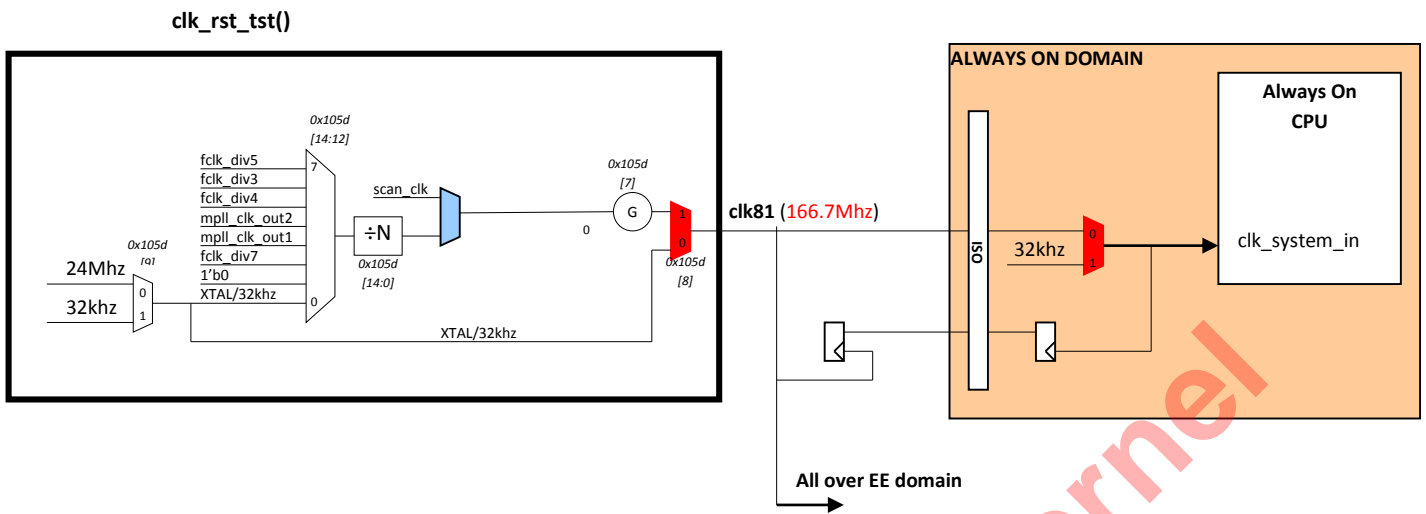 clk_rst_tst()
0x105d
[14:12]
fclk_div5
fclk_div3
fclk_div4
mpll_clk_out2
mpll_clk_out1
fclk_div7
1'b0
XTAL/32khz
7
0
÷N
0x105d
[14:0]
scan_clk
0x105d
[9]
24Mhz
32khz
0
1
XTAL/32khz
0x105d
[7]
G
0
1
0
0x105d
[8]
clk81 (166.7Mhz)
All over EE domain
ALWAYS ON DOMAIN
ISO
32khz
0
1
Always On
CPU
clk_system_in